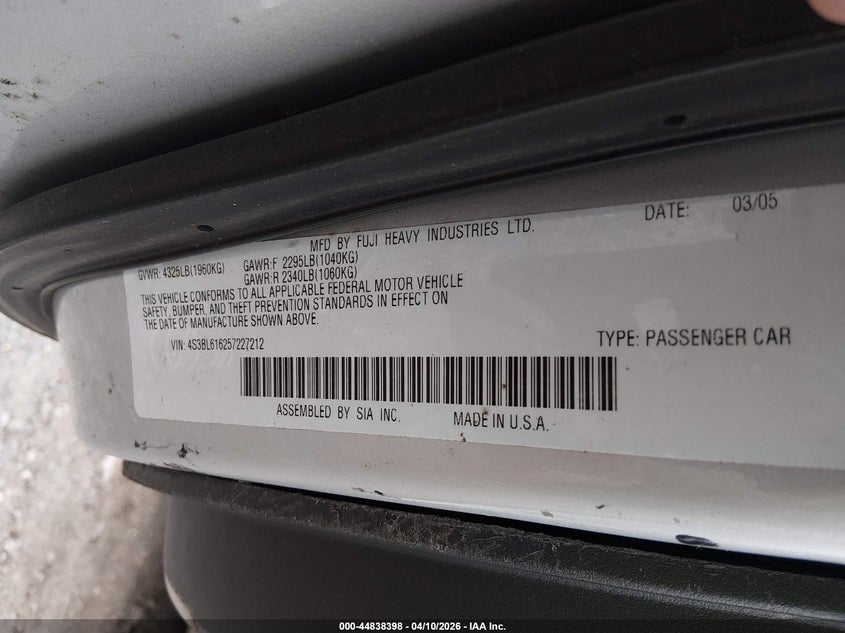 DATE: 03/05
MFD BY FUJI HEAVY INDUSTRIES LTD.
GVWR: 4325LB(1960KG) GAWR:F 2295LB(1040KG)
GAWR:R 2340LB(1060KG)
THIS VEHICLE CONFORMS TO ALL APPLICABLE FEDERAL MOTOR VEHICLE
SAFETY, BUMPER, AND THEFT PREVENTION STANDARDS IN EFFECT ON
THE DATE OF MANUFACTURE SHOWN ABOVE.
VIN: 4S3BL616257227212 TYPE: PASSENGER CAR
ASSEMBLED BY SIA INC. MADE IN U.S.A.
000-44838398 - 04/10/2026 - IAA Inc.